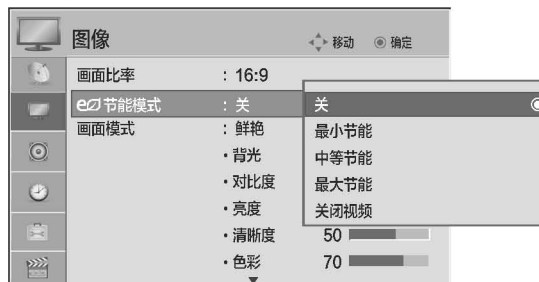 图像 移动 确定
画面比率 : 16:9
e节能模式 : 关
画面模式 : 鲜艳
• 背光
• 对比度
• 亮度
• 清晰度 50
• 色彩 70
关
最小节能
中等节能
最大节能
关闭视频